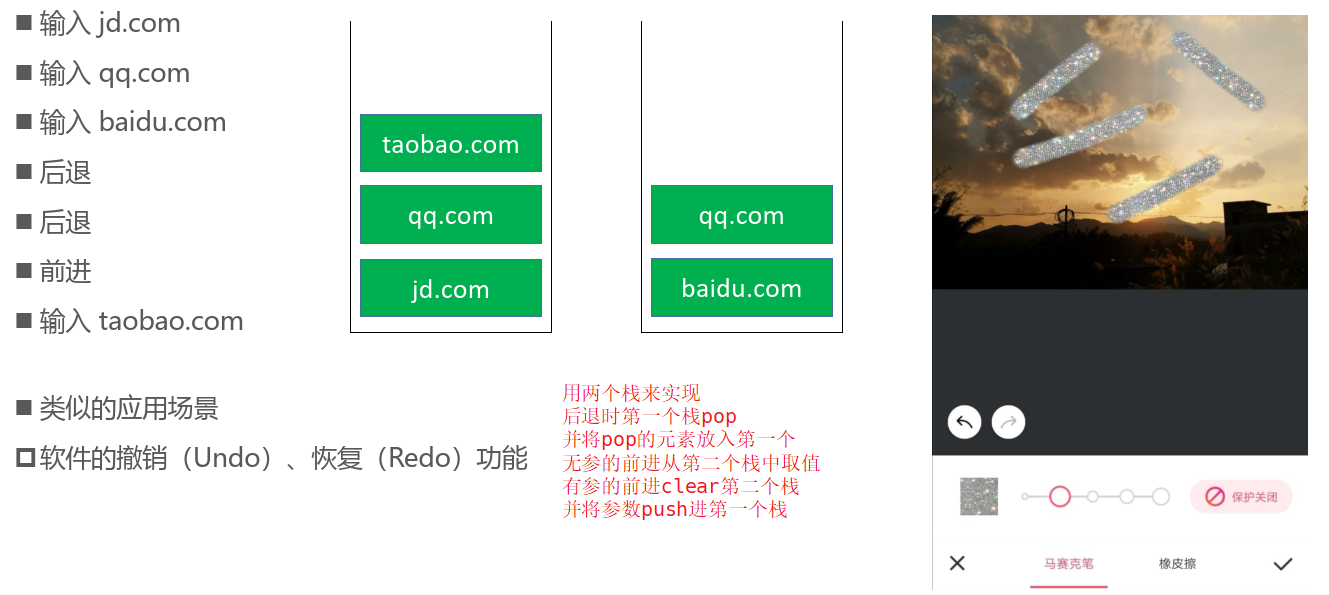 ■ 输入 jd.com
■ 输入 qq.com
■ 输入 baidu.com
■ 后退
■ 后退
■ 前进
■ 输入 taobao.com
■ 类似的应用场景
软件的撤销（Undo）、恢复（Redo）功能
taobao.com
qq.com
jd.com
qq.com
baidu.com
用两个栈来实现
后退时第一个栈pop
并将pop的元素放入第一个
无参的前进从第二个栈中取值
有参的前进clear第二个栈
并将参数push进第一个栈
保护关闭
马赛克笔
橡皮擦